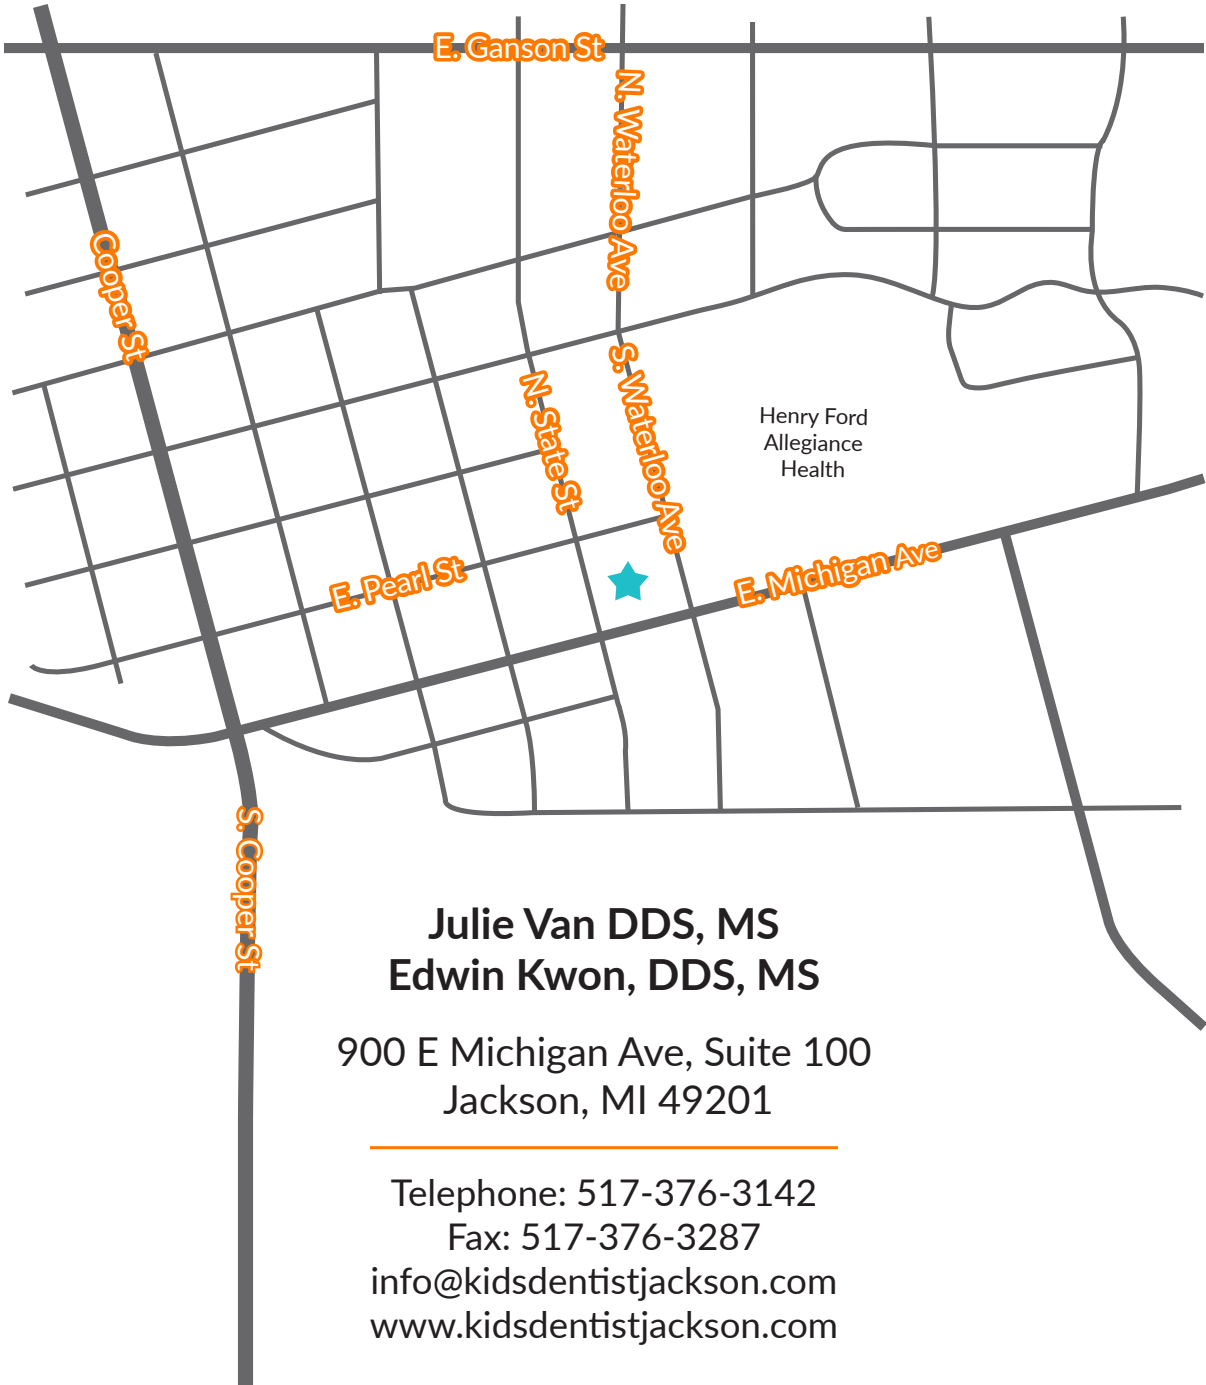 E. Ganson St
N. Waterloo Ave
Cooper St
S. Waterloo Ave
N. State St
Henry Ford
Allegiance
Health
E. Michigan Ave
E. Pearl St
S. Cooper St
Julie Van DDS, MS
Edwin Kwon, DDS, MS
900 E Michigan Ave, Suite 100
Jackson, MI 49201
Telephone: 517-376-3142
Fax: 517-376-3287
info@kidsdentistjackson.com
www.kidsdentistjackson.com